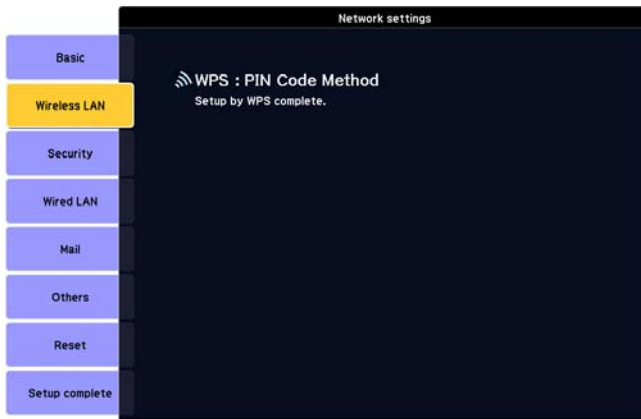 Network settings
Basic
Wireless LAN
Security
Wired LAN
Mail
Others
Reset
Setup complete
WPS : PIN Code Method
Setup by WPS complete.